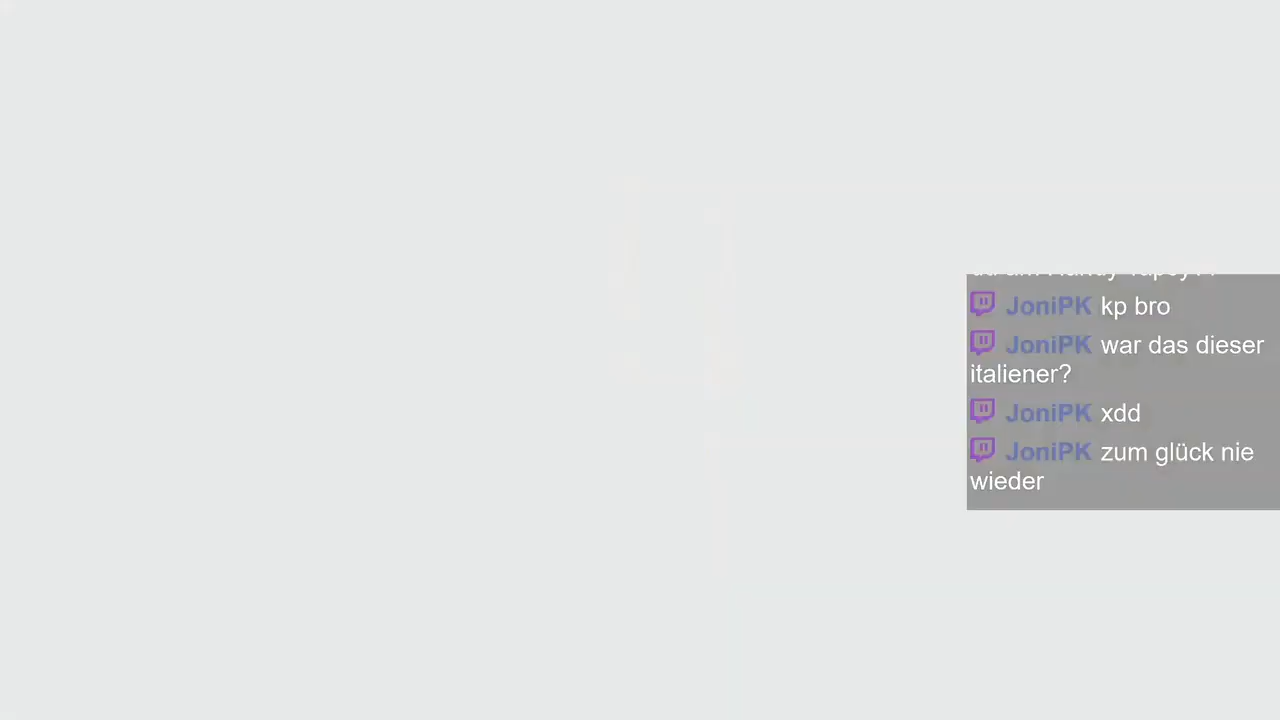 JoniPK kp bro
JoniPK war das dieser
italiener?
JoniPK xdd
JoniPK zum glück nie
wieder